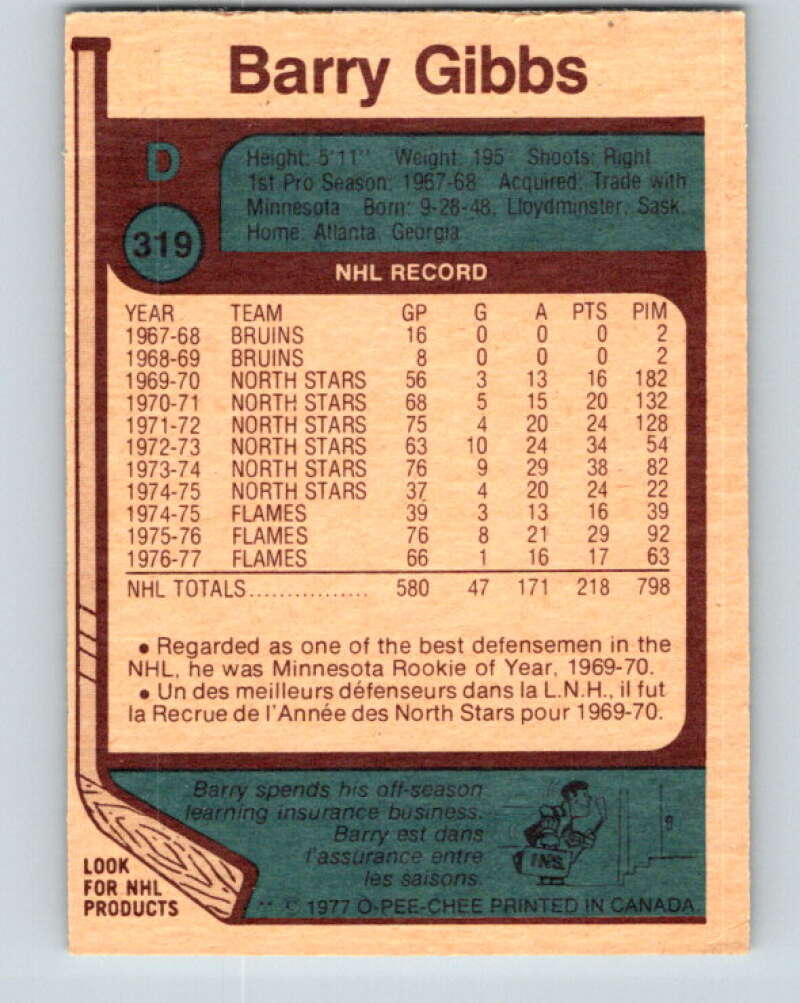 Barry Gibbs
D
Height: 5'11" Weight: 195 Shoots: Right
1st Pro Season: 1967-68 Acquired: Trade with
Minnesota Born: 9-28-48, Lloydminster, Sask.
Home: Atlanta, Georgia
319
NHL RECORD
YEAR TEAM GP G A PTS PIM
1967-68 BRUINS 16 0 0 0 2
1968-69 BRUINS 8 0 0 0 2
1969-70 NORTH STARS 56 3 13 16 182
1970-71 NORTH STARS 68 5 15 20 132
1971-72 NORTH STARS 75 4 20 24 128
1972-73 NORTH STARS 63 10 24 34 54
1973-74 NORTH STARS 76 9 29 38 82
1974-75 NORTH STARS 37 4 20 24 22
1974-75 FLAMES 39 3 13 16 39
1975-76 FLAMES 76 8 21 29 92
1976-77 FLAMES 66 1 16 17 63
NHL TOTALS................ 580 47 171 218 798
• Regarded as one of the best defensemen in the
NHL, he was Minnesota Rookie of Year, 1969-70.
• Un des meilleurs défenseurs dans la L.N.H., il fut
la Recrue de l'Année des North Stars pour 1969-70.
Barry spends his off-season
learning insurance business.
Barry est dans
l'assurance entre
les saisons.
INS.
LOOK
FOR NHL
PRODUCTS
** © 1977 O-PEE-CHEE PRINTED IN CANADA